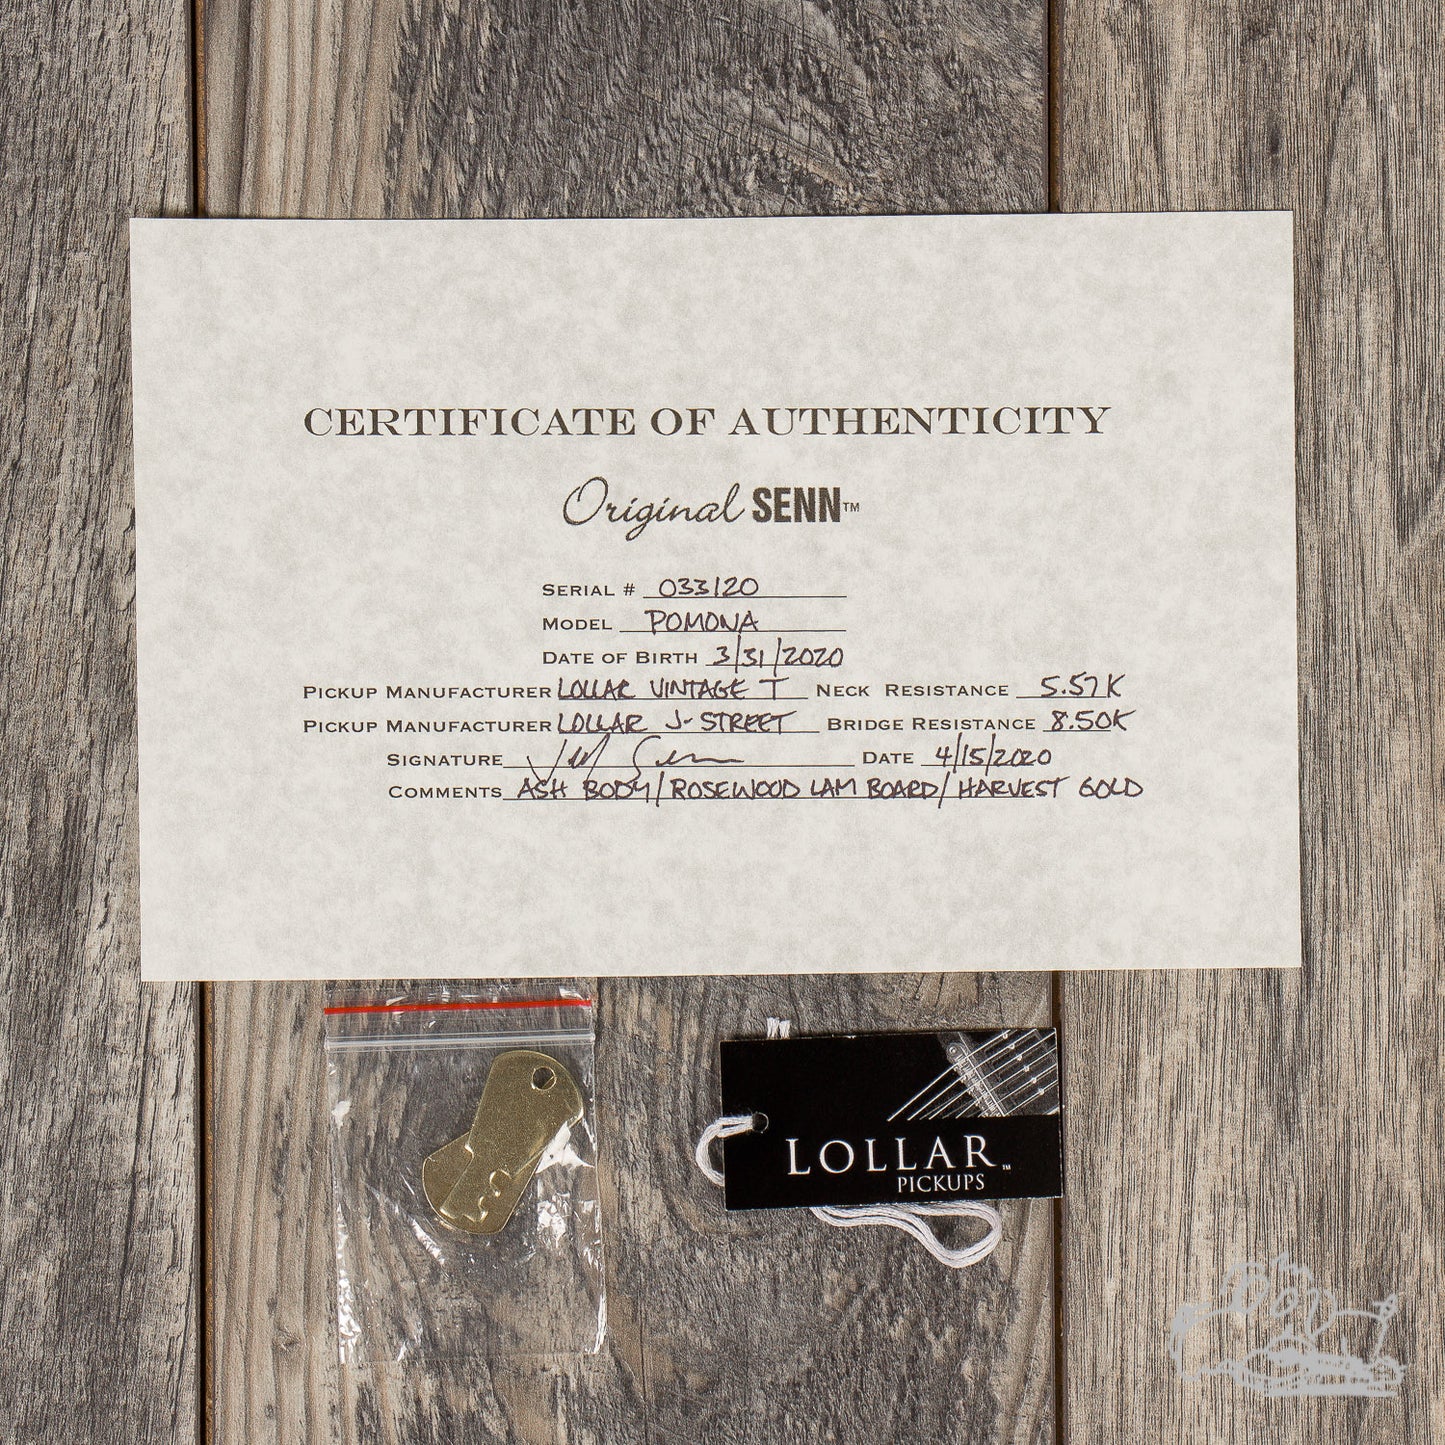 CERTIFICATE OF AUTHENTICITY
Original SENN™
SERIAL # 033120
MODEL POMONA
DATE OF BIRTH 3/31/2020
PICKUP MANUFACTURER LOLLAR VINTAGE T NECK RESISTANCE 5.57K
PICKUP MANUFACTURER LOLLAR J-STREET BRIDGE RESISTANCE 8.50K
SIGNATURE Jeff Senn DATE 4/15/2020
COMMENTS ASH BODY/ROSEWOOD LAM BOARD/HARVEST GOLD
LOLLAR™
PICKUPS